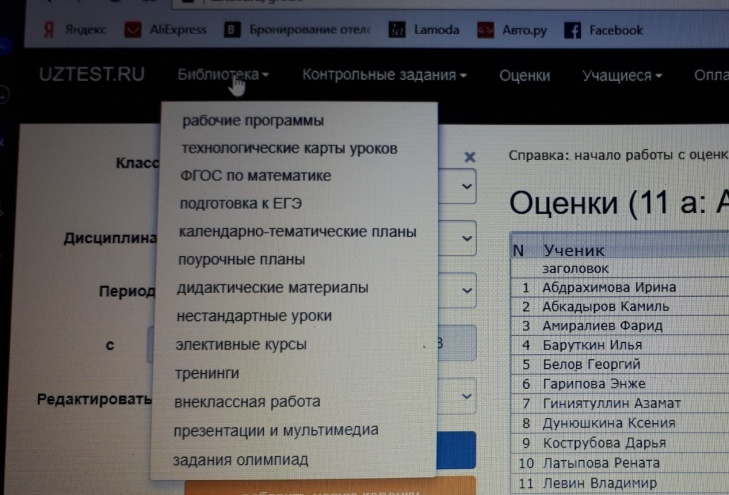 Яндекс AliExpress Бронирование отел Lamoda Авто.ру Facebook
UZTEST.RU Библиотека Контрольные задания Оценки Учащиеся Опла
рабочие программы
технологические карты уроков
ФГОС по математике
подготовка к ЕГЭ
календарно-тематические планы
поурочные планы
дидактические материалы
нестандартные уроки
элективные курсы
тренинги
внеклассная работа
презентации и мультимедиа
задания олимпиад
Класс
Дисциплина
Период
с
Редактировать
Справка: начало работы с оценк
Оценки (11 а: А
N Ученик
заголовок
1 Абдрахимова Ирина
2 Абкадыров Камиль
3 Амиралиев Фарид
4 Баруткин Илья
5 Белов Георгий
6 Гарипова Энже
7 Гиниятуллин Азамат
8 Дунюшкина Ксения
9 Кострубова Дарья
10 Латыпова Рената
11 Левин Владимир